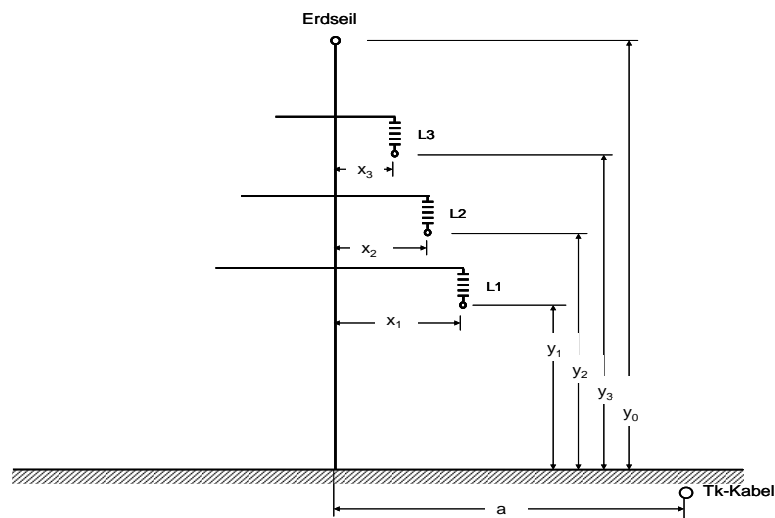 Erdseil
L3
x₃
L2
x₂
L1
x₁
y₁
y₂
y₃
y₀
Tk-Kabel
a